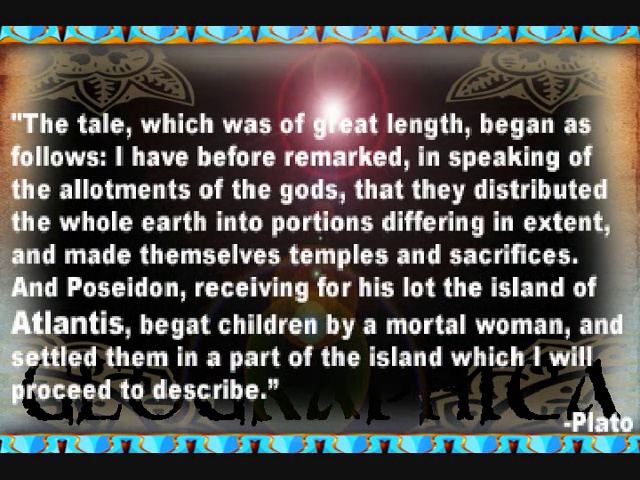 "The tale, which was of great length, began as
follows: I have before remarked, in speaking of
the allotments of the gods, that they distributed
the whole earth into portions differing in extent,
and made themselves temples and sacrifices.
And Poseidon, receiving for his lot the island of
Atlantis, begat children by a mortal woman, and
settled them in a part of the island which I will
proceed to describe.”
GEOGRAPHICA
-Plato